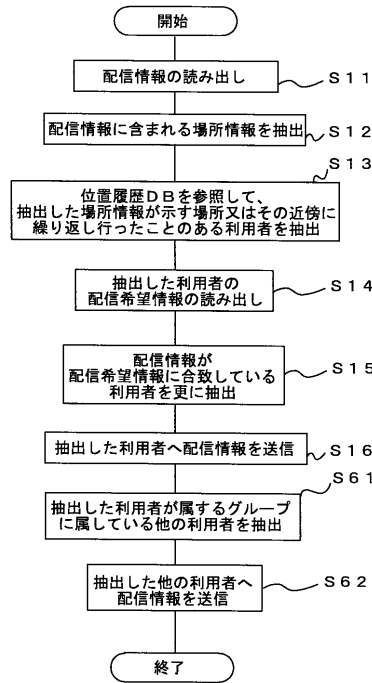 開始
配信情報の読み出し
S11
配信情報に含まれる場所情報を抽出
S12
S13
位置履歴DBを参照して、
抽出した場所情報が示す場所又はその近傍に
繰り返し行ったことのある利用者を抽出
抽出した利用者の
配信希望情報の読み出し
S14
配信情報が
配信希望情報に合致している
利用者を更に抽出
S15
抽出した利用者へ配信情報を送信
S16
S61
抽出した利用者が属するグループ
に属している他の利用者を抽出
抽出した他の利用者へ
配信情報を送信
S62
終了